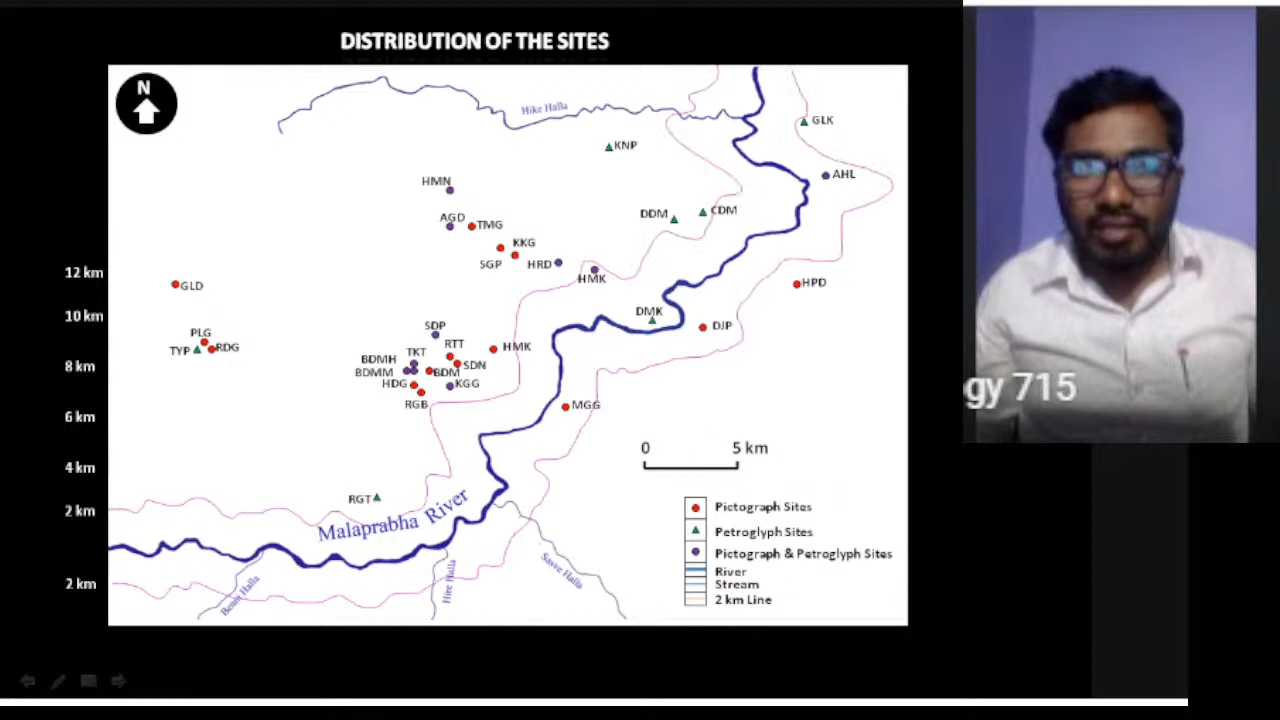 DISTRIBUTION OF THE SITES
N
Hike Halla
GLK
KNP
AHL
HMN
DDM
CDM
AGD
TMG
KKG
SGP
HRD
HMK
12 km
GLD
HPD
10 km
DMK
DJP
PLG
SDP
TYP
RDG
RTT
HMK
TKT
BDMH
SDN
8 km
BDMM
BDM
HDG
KGG
RGB
MGG
6 km
0 5 km
4 km
RGT
Malaprabha River
2 km
Pictograph Sites
Petroglyph Sites
Pictograph & Petroglyph Sites
River
Stream
2 km Line
2 km
Benni Halla
Hire Halla
Savve Halla
gy 715